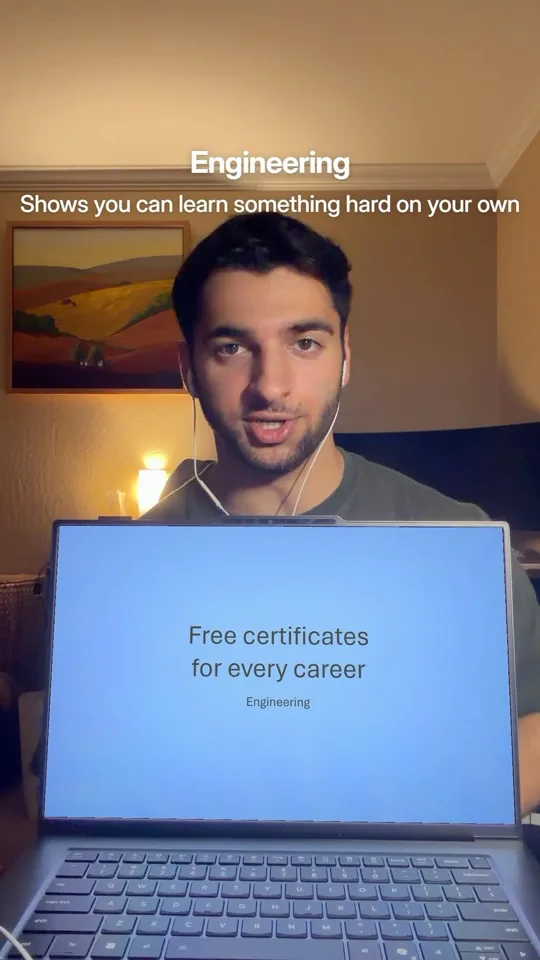 Engineering
Shows you can learn something hard on your own
Free certificates
for every career
Engineering